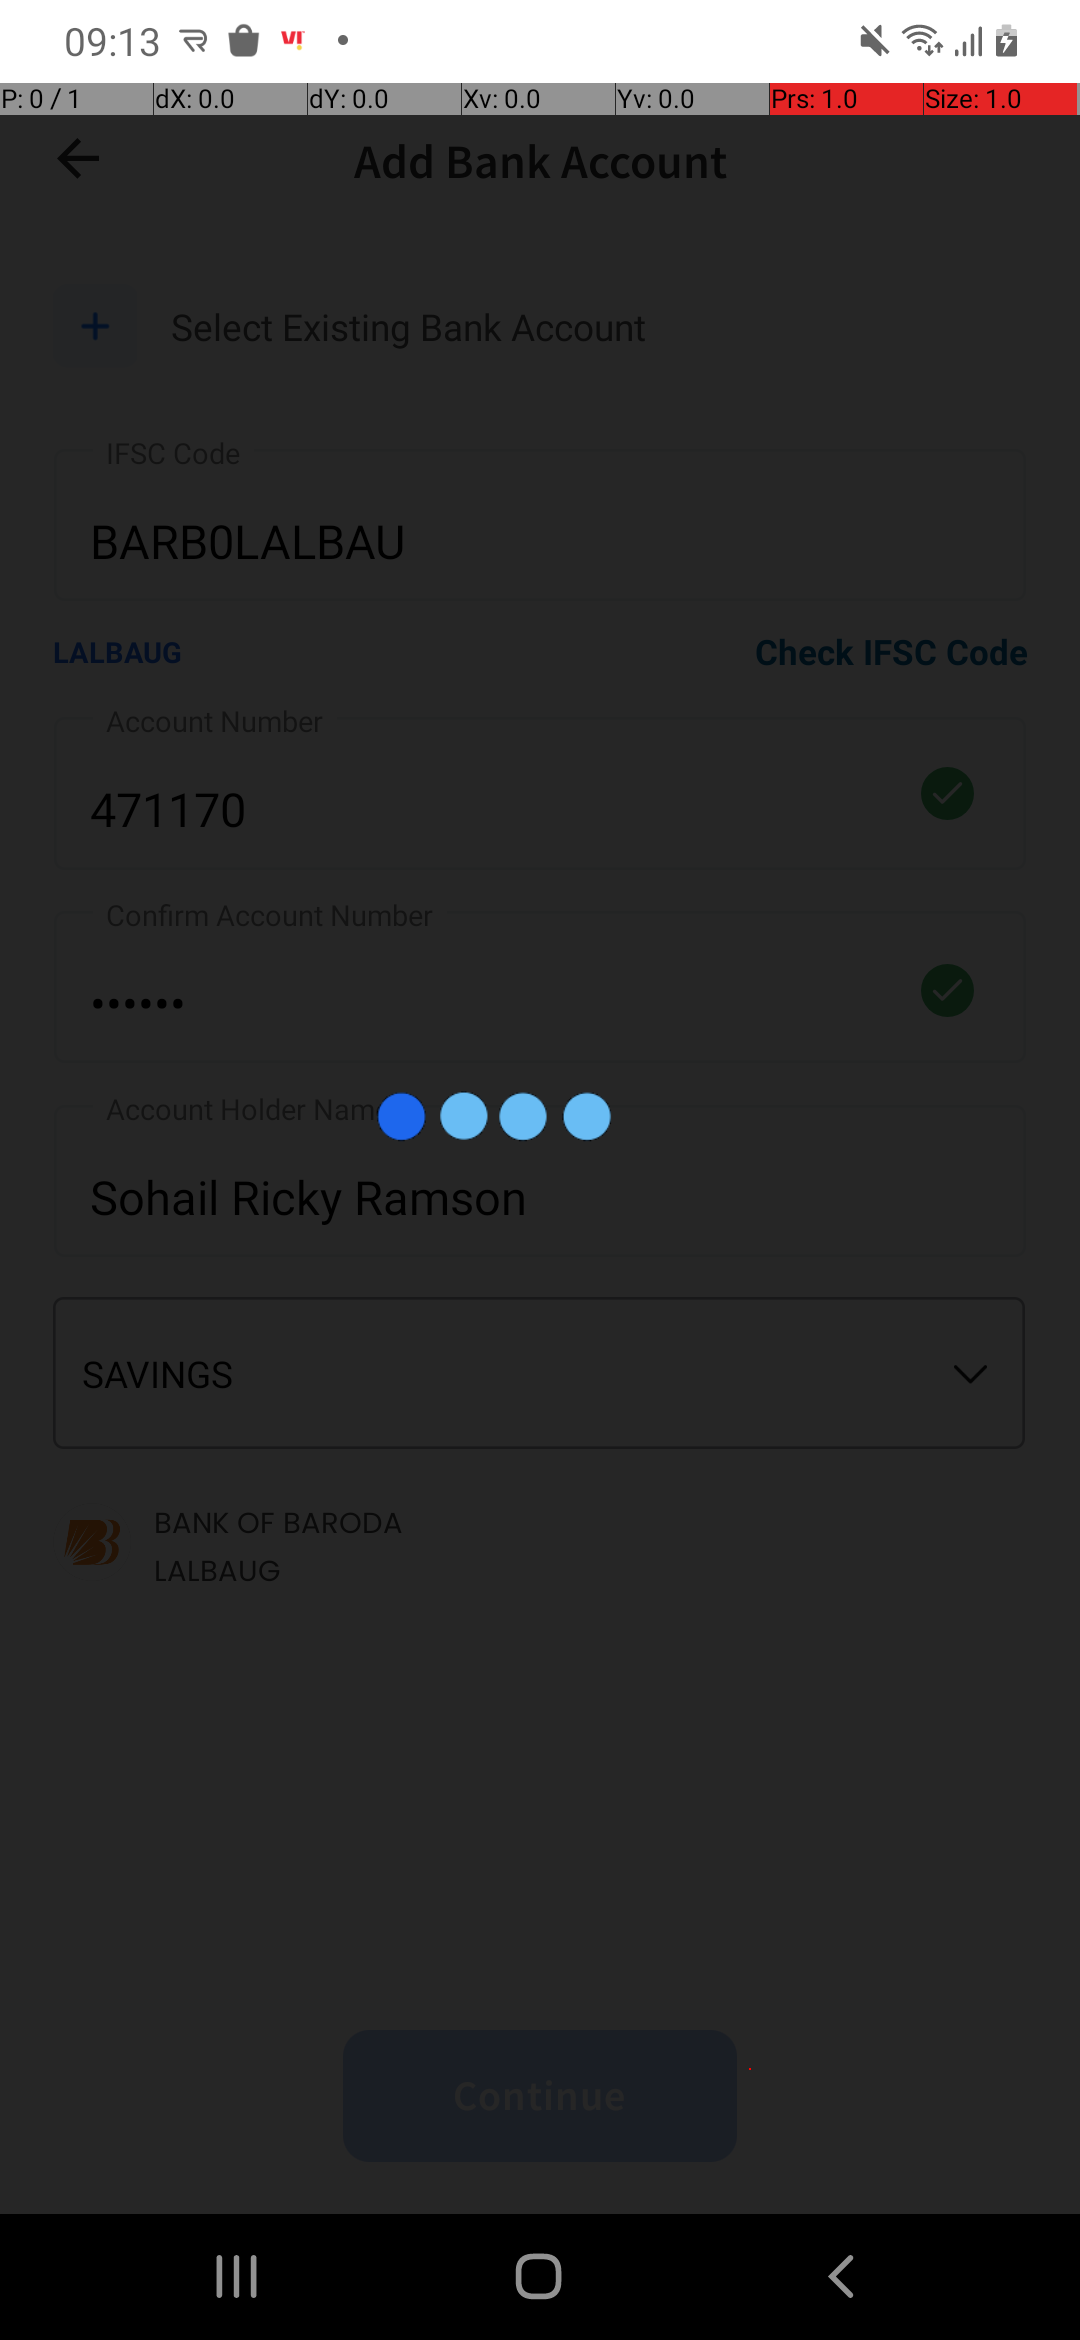 09:13
P: 0 / 1 dX: 0.0 dY: 0.0 Xv: 0.0 Yv: 0.0 Prs: 1.0 Size: 1.0
Add Bank Account
Select Existing Bank Account
IFSC Code
BARB0LALBAU
LALBAUG Check IFSC Code
Account Number
471170
Confirm Account Number
••••••
Account Holder Nam
Sohail Ricky Ramson
SAVINGS
BANK OF BARODA
LALBAUG
Continue